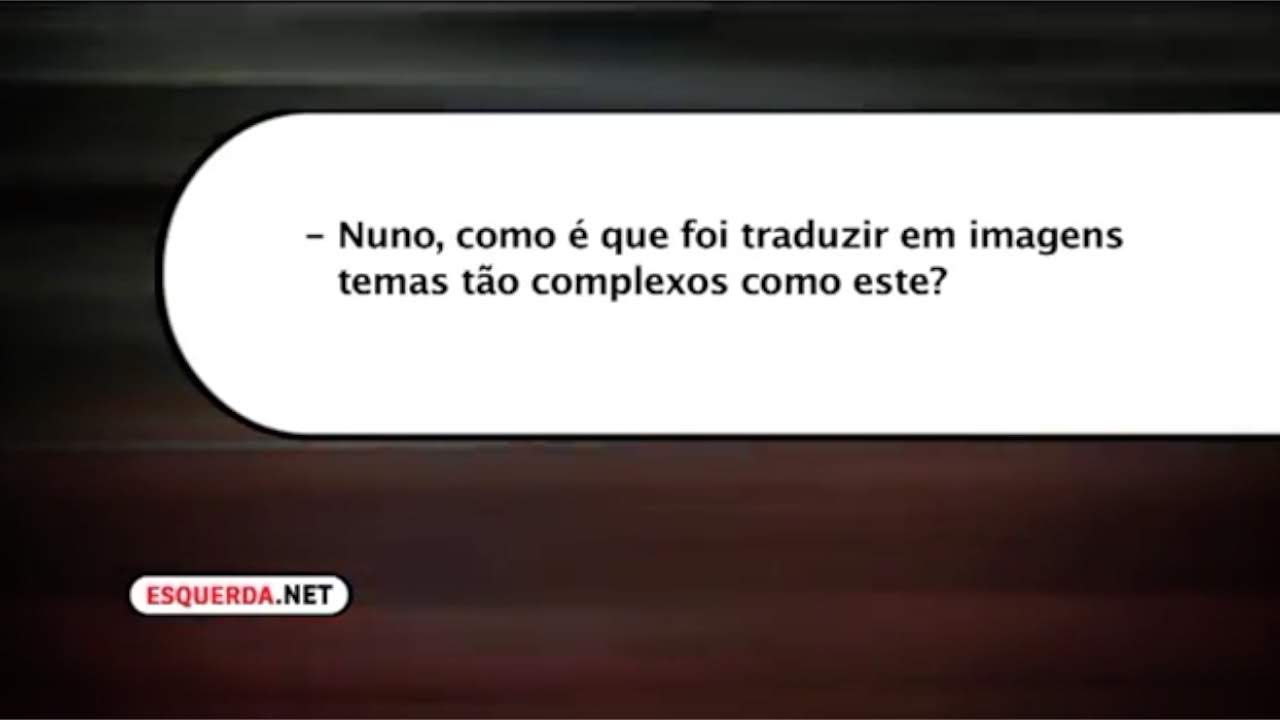 – Nuno, como é que foi traduzir em imagens
temas tão complexos como este?
ESQUERDA.NET